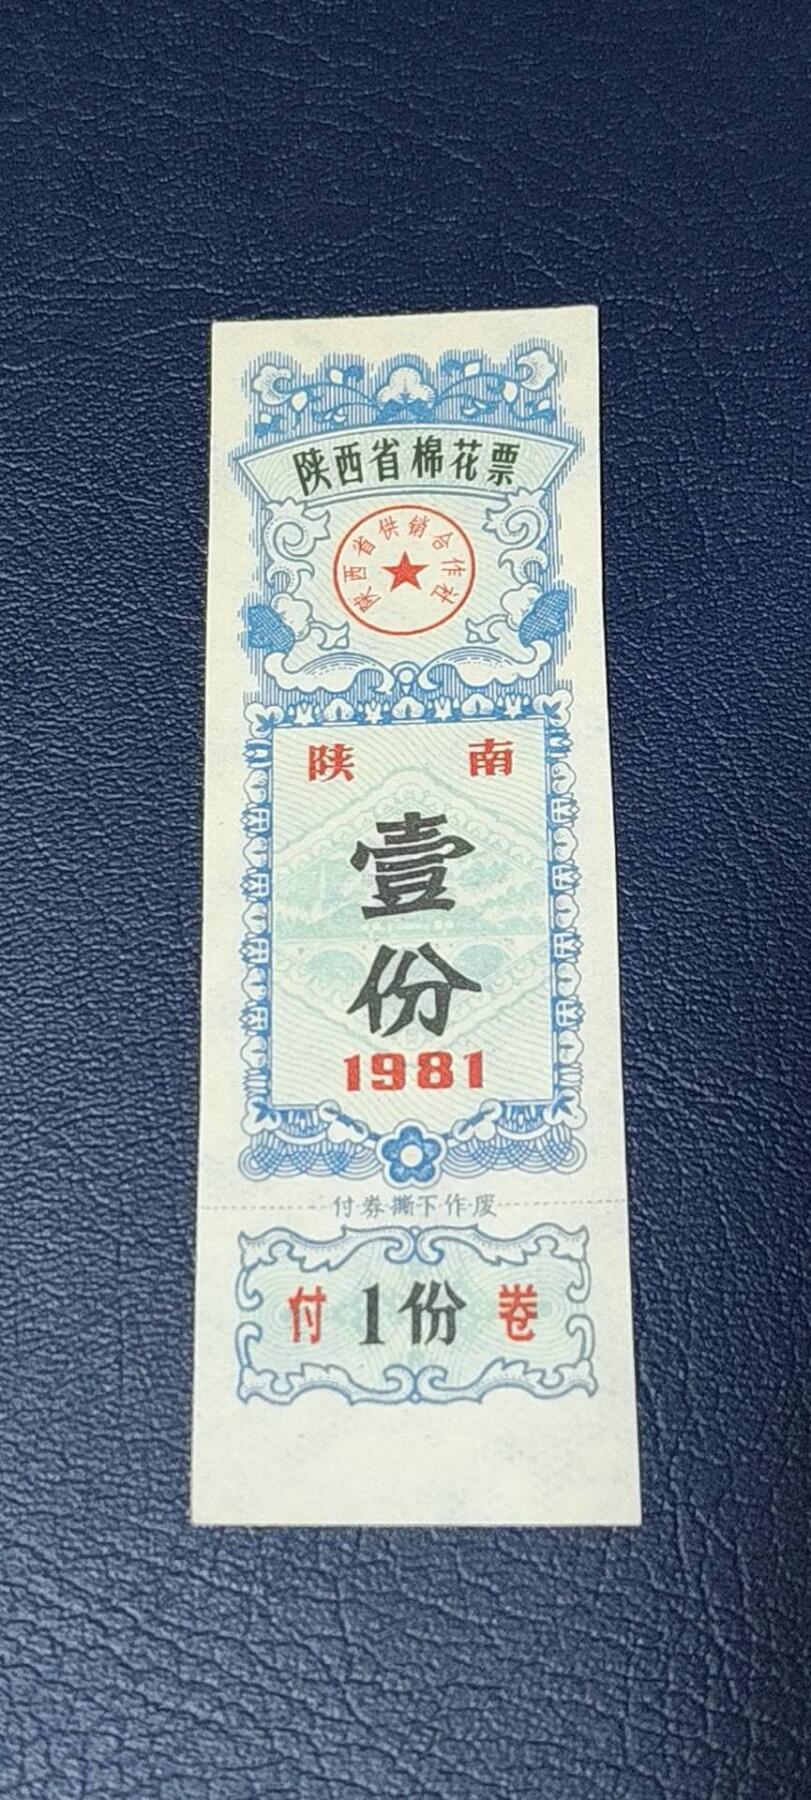 陕西省棉花票
陕西省供销合作社
陕 南
壹
份
1981
付券撕下作废
付 1份 券